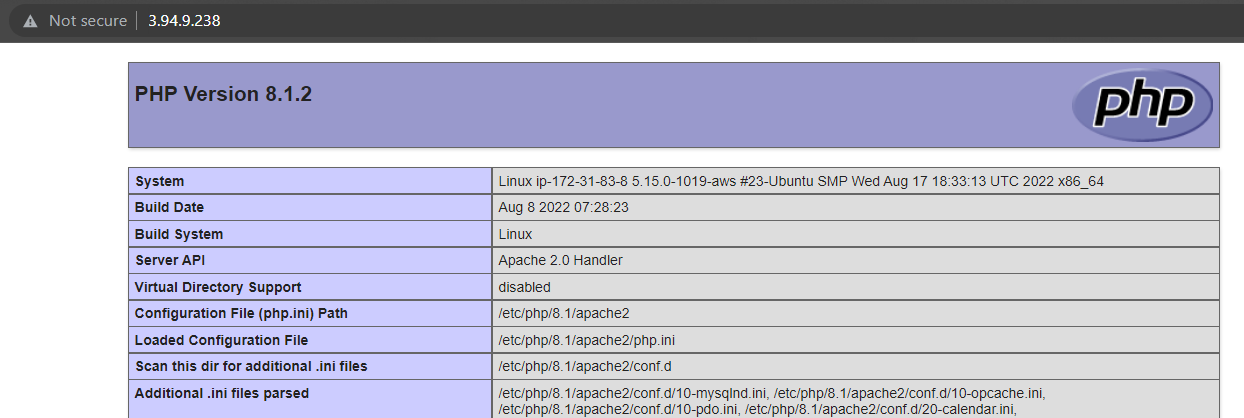 Not secure 3.94.9.238
PHP Version 8.1.2
php
System Linux ip-172-31-83-8 5.15.0-1019-aws #23-Ubuntu SMP Wed Aug 17 18:33:13 UTC 2022 x86_64
Build Date Aug 8 2022 07:28:23
Build System Linux
Server API Apache 2.0 Handler
Virtual Directory Support disabled
Configuration File (php.ini) Path /etc/php/8.1/apache2
Loaded Configuration File /etc/php/8.1/apache2/php.ini
Scan this dir for additional .ini files /etc/php/8.1/apache2/conf.d
Additional .ini files parsed /etc/php/8.1/apache2/conf.d/10-mysqlnd.ini, /etc/php/8.1/apache2/conf.d/10-opcache.ini,
/etc/php/8.1/apache2/conf.d/10-pdo.ini, /etc/php/8.1/apache2/conf.d/20-calendar.ini,